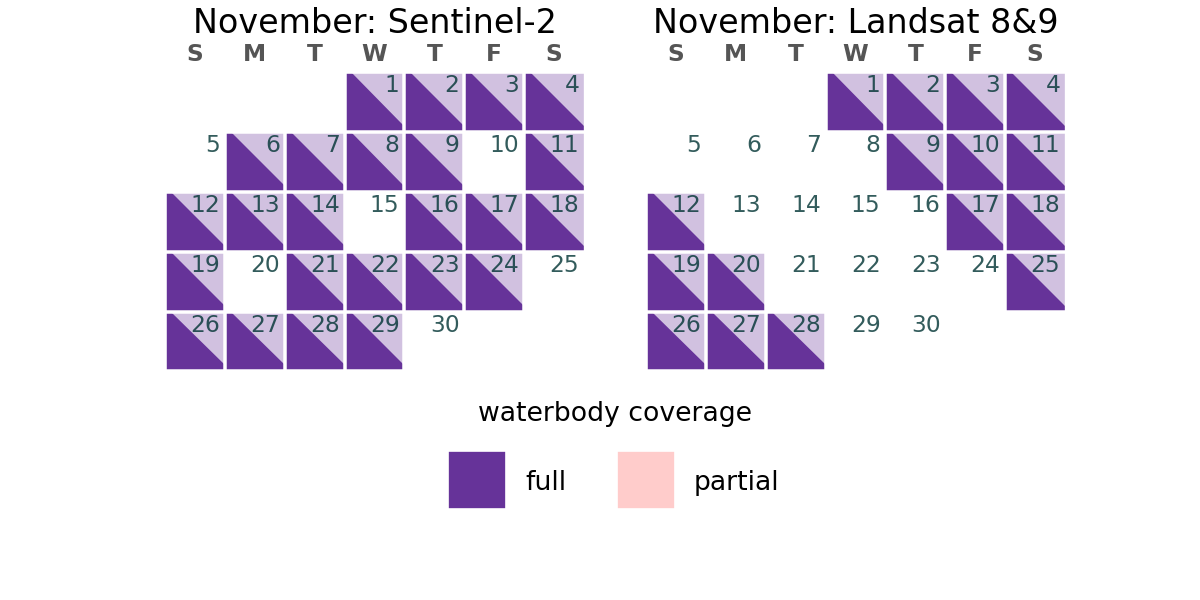 November: Sentinel-2
S M T W T F S
1 2 3 4
5 6 7 8 9 10 11
12 13 14 15 16 17 18
19 20 21 22 23 24 25
26 27 28 29 30
November: Landsat 8&9
S M T W T F S
1 2 3 4
5 6 7 8 9 10 11
12 13 14 15 16 17 18
19 20 21 22 23 24 25
26 27 28 29 30
waterbody coverage
full partial